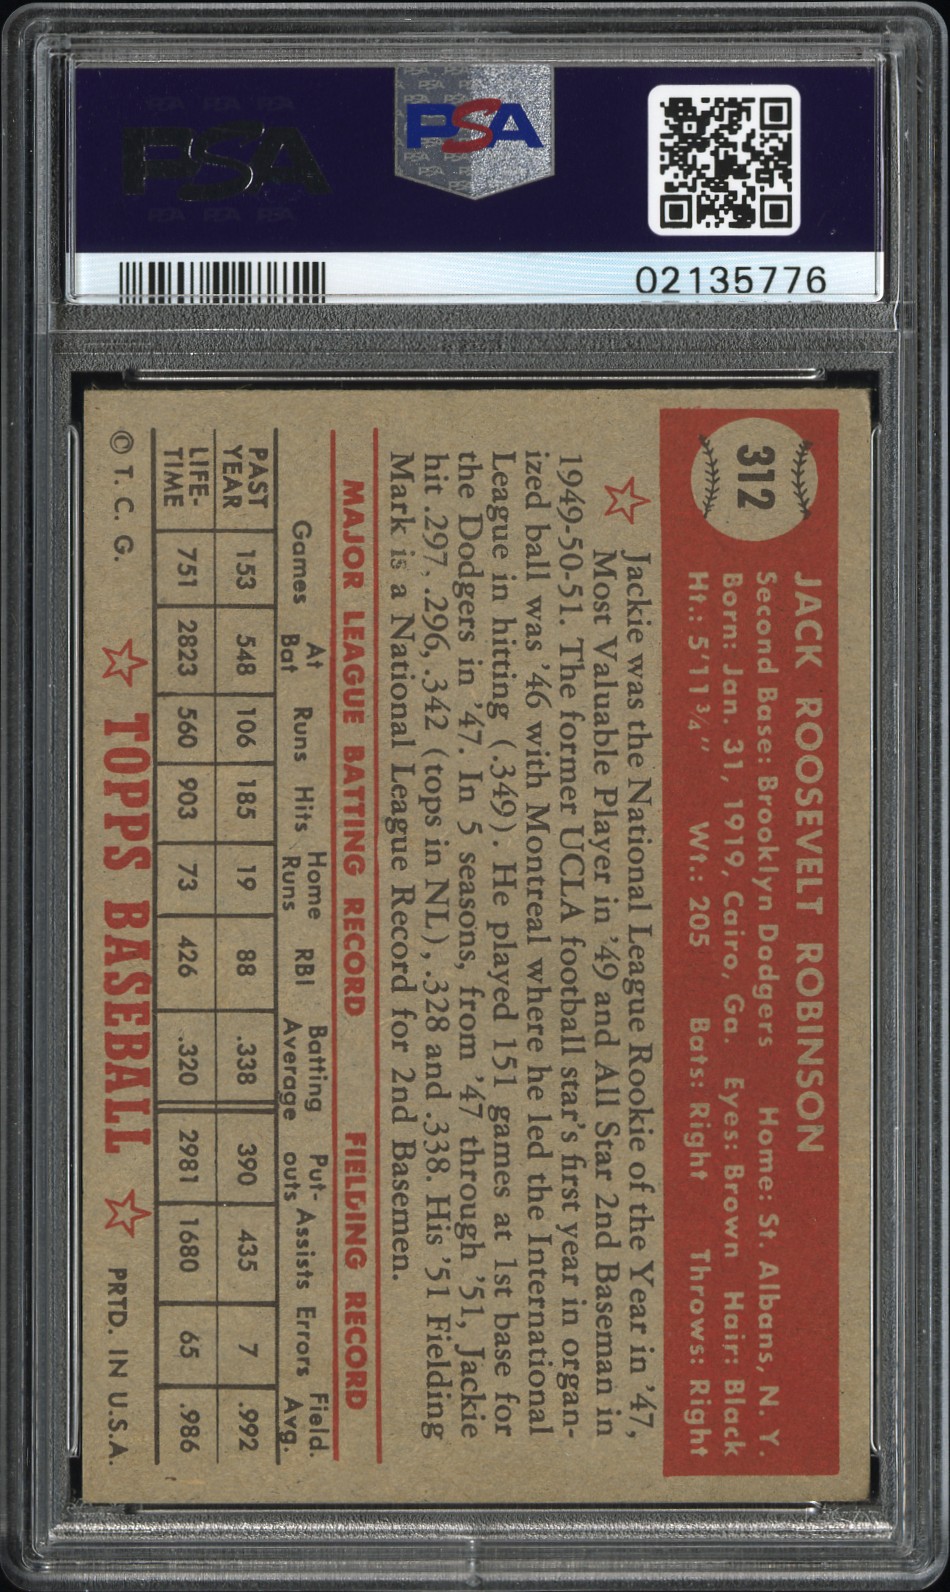 PSA
PSA
02135776
312
JACK ROOSEVELT ROBINSON
Second Base: Brooklyn Dodgers Home: St. Albans, N. Y.
Born: Jan. 31, 1919, Cairo, Ga. Eyes: Brown Hair: Black
Ht.: 5'11¾" Wt.: 205 Bats: Right Throws: Right
Jackie was the National League Rookie of the Year in '47,
Most Valuable Player in '49 and All Star 2nd Baseman in
1949-50-51. The former UCLA football star's first year in organ-
ized ball was '46 with Montreal where he led the International
League in hitting (.349). He played 151 games at 1st base for
the Dodgers in '47. In 5 seasons, from '47 through '51, Jackie
hit .297, .296, .342 (tops in NL), .328 and .338. His '51 Fielding
Mark is a National League Record for 2nd Basemen.
MAJOR LEAGUE BATTING RECORD FIELDING RECORD
Games At Bat Runs Hits Home Runs RBI Batting Average Put-outs Assists Errors Field. Avg.
PAST YEAR 153 548 106 185 19 88 .338 390 435 7 .992
LIFE-TIME 751 2823 560 903 73 426 .320 2981 1680 65 .986
© T. C. G. TOPPS BASEBALL PRTD. IN U.S.A.